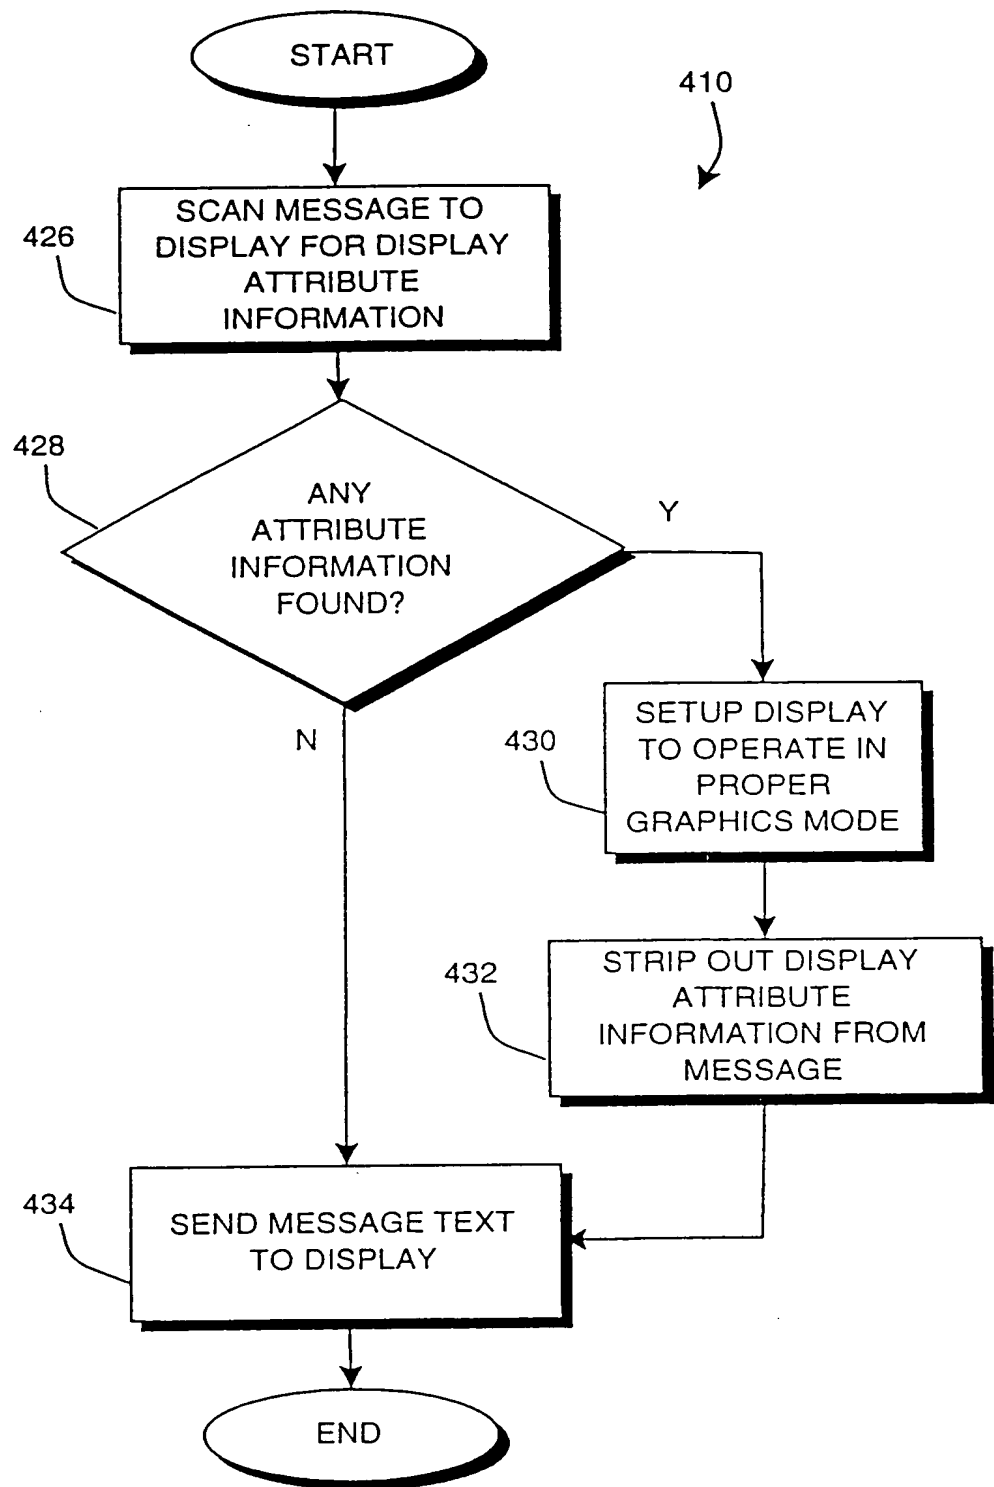 START
410
SCAN MESSAGE TO
DISPLAY FOR DISPLAY
ATTRIBUTE
INFORMATION
426
428
ANY
ATTRIBUTE
INFORMATION
FOUND?
Y
N
SETUP DISPLAY
TO OPERATE IN
PROPER
GRAPHICS MODE
430
STRIP OUT DISPLAY
ATTRIBUTE
INFORMATION FROM
MESSAGE
432
434
SEND MESSAGE TEXT
TO DISPLAY
END